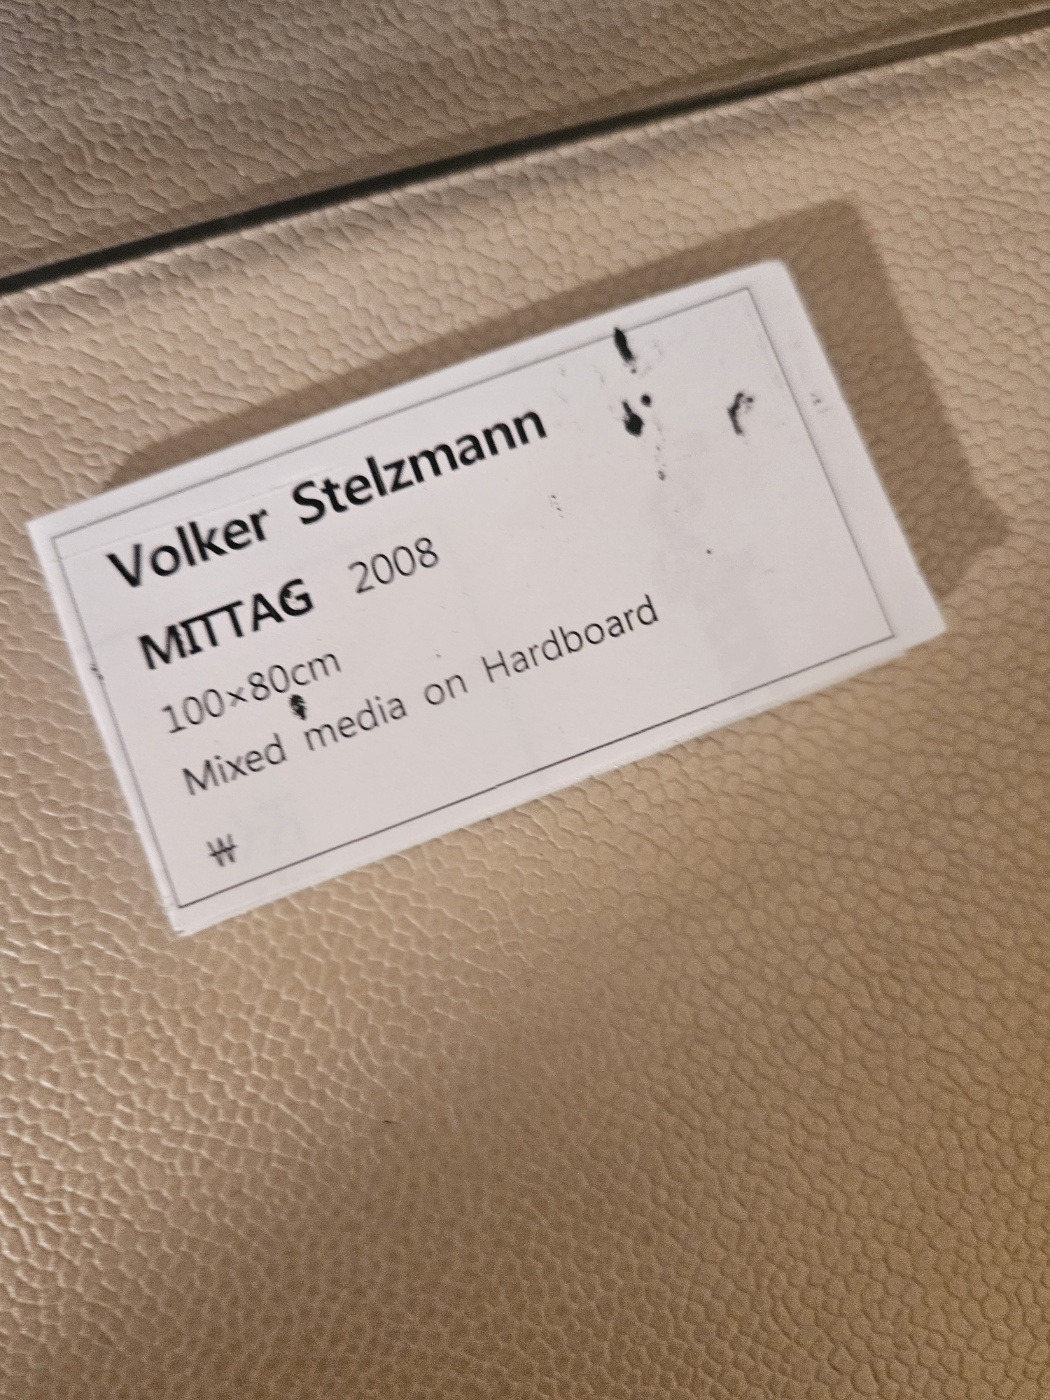 Volker Stelzmann
MITTAG 2008
100×80cm
Mixed media on Hardboard
₩